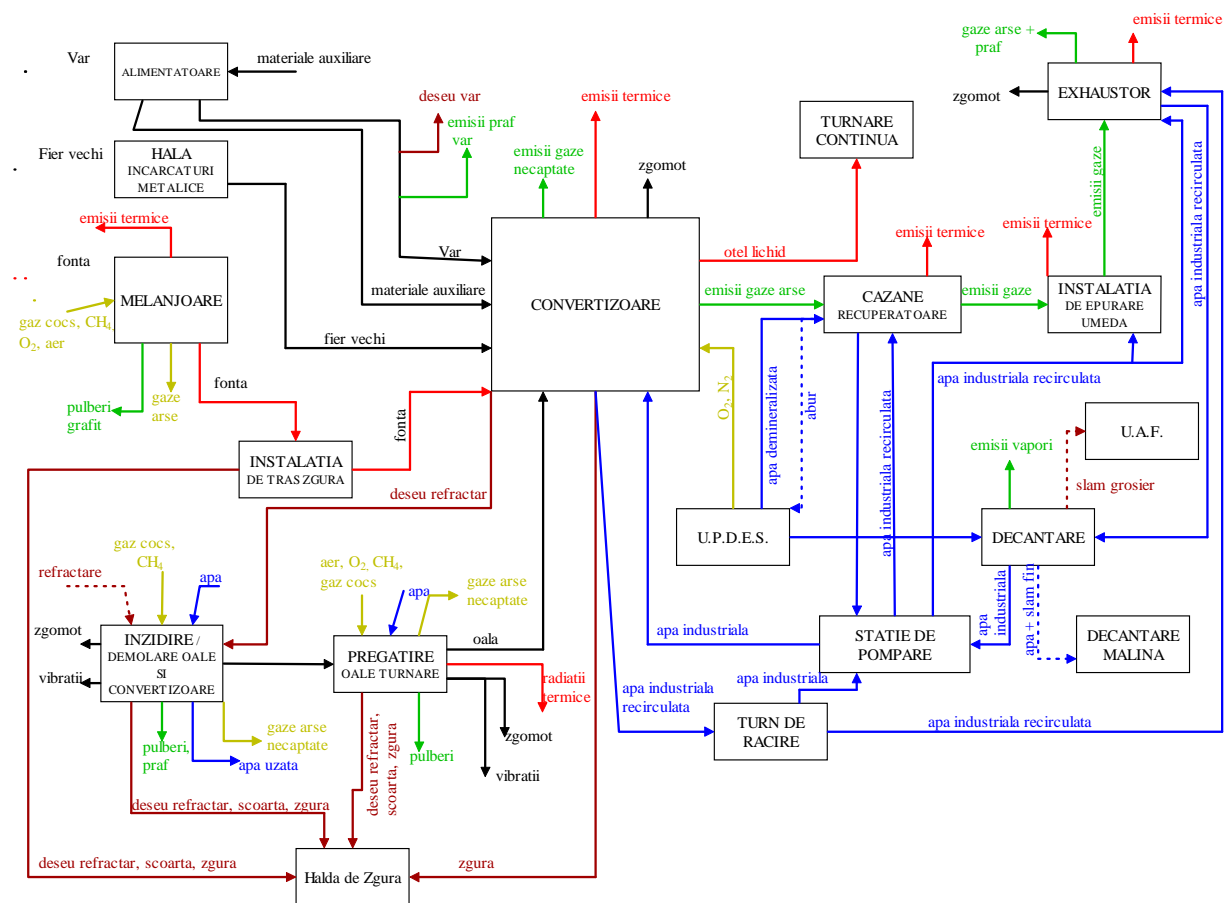 gaze arse +
praf
emisii termice
Var
ALIMENTATOARE
materiale auxiliare
EXHAUSTOR
zgomot
deseu var
emisii termice
emisii praf
var
TURNARE
CONTINUA
Fier vechi
HALA
INCARCATURI
METALICE
emisii gaze
necaptate
zgomot
emisii gaze
apa industriala recirculata
apa industriala recirculata
emisii termice
emisii termice
emisii termice
fonta
Var
otel lichid
MELANJOARE
materiale auxiliare
CONVERTIZOARE
emisii gaze arse
CAZANE
RECUPERATOARE
emisii gaze
INSTALATIA
DE EPURARE
UMEDA
gaz cocs, CH4,
O2, aer
fier vechi
pulberi
grafit
gaze
arse
fonta
fonta
O2, N2
apa demineralizata
abur
apa industriala recirculata
apa industriala recirculata
U.A.F.
INSTALATIA
DE TRAS ZGURA
emisii vapori
slam grosier
deseu refractar
U.P.D.E.S.
DECANTARE
gaz cocs,
CH4
refractare
apa
aer, O2, CH4,
gaz cocs
apa
gaze arse
necaptate
apa
industriala
apa + slam fin
zgomot
INZIDIRE /
DEMOLARE OALE
SI
CONVERTIZOARE
vibratii
PREGATIRE
OALE TURNARE
oala
radiatii
termice
apa industriala
STATIE DE
POMPARE
DECANTARE
MALINA
apa industriala
recirculata
apa industriala
TURN DE
RACIRE
apa industriala recirculata
pulberi,
praf
gaze arse
necaptate
apa uzata
deseu refractar,
scoarta, zgura
pulberi
zgomot
vibratii
deseu refractar, scoarta, zgura
deseu refractar, scoarta, zgura
Halda de Zgura
zgura